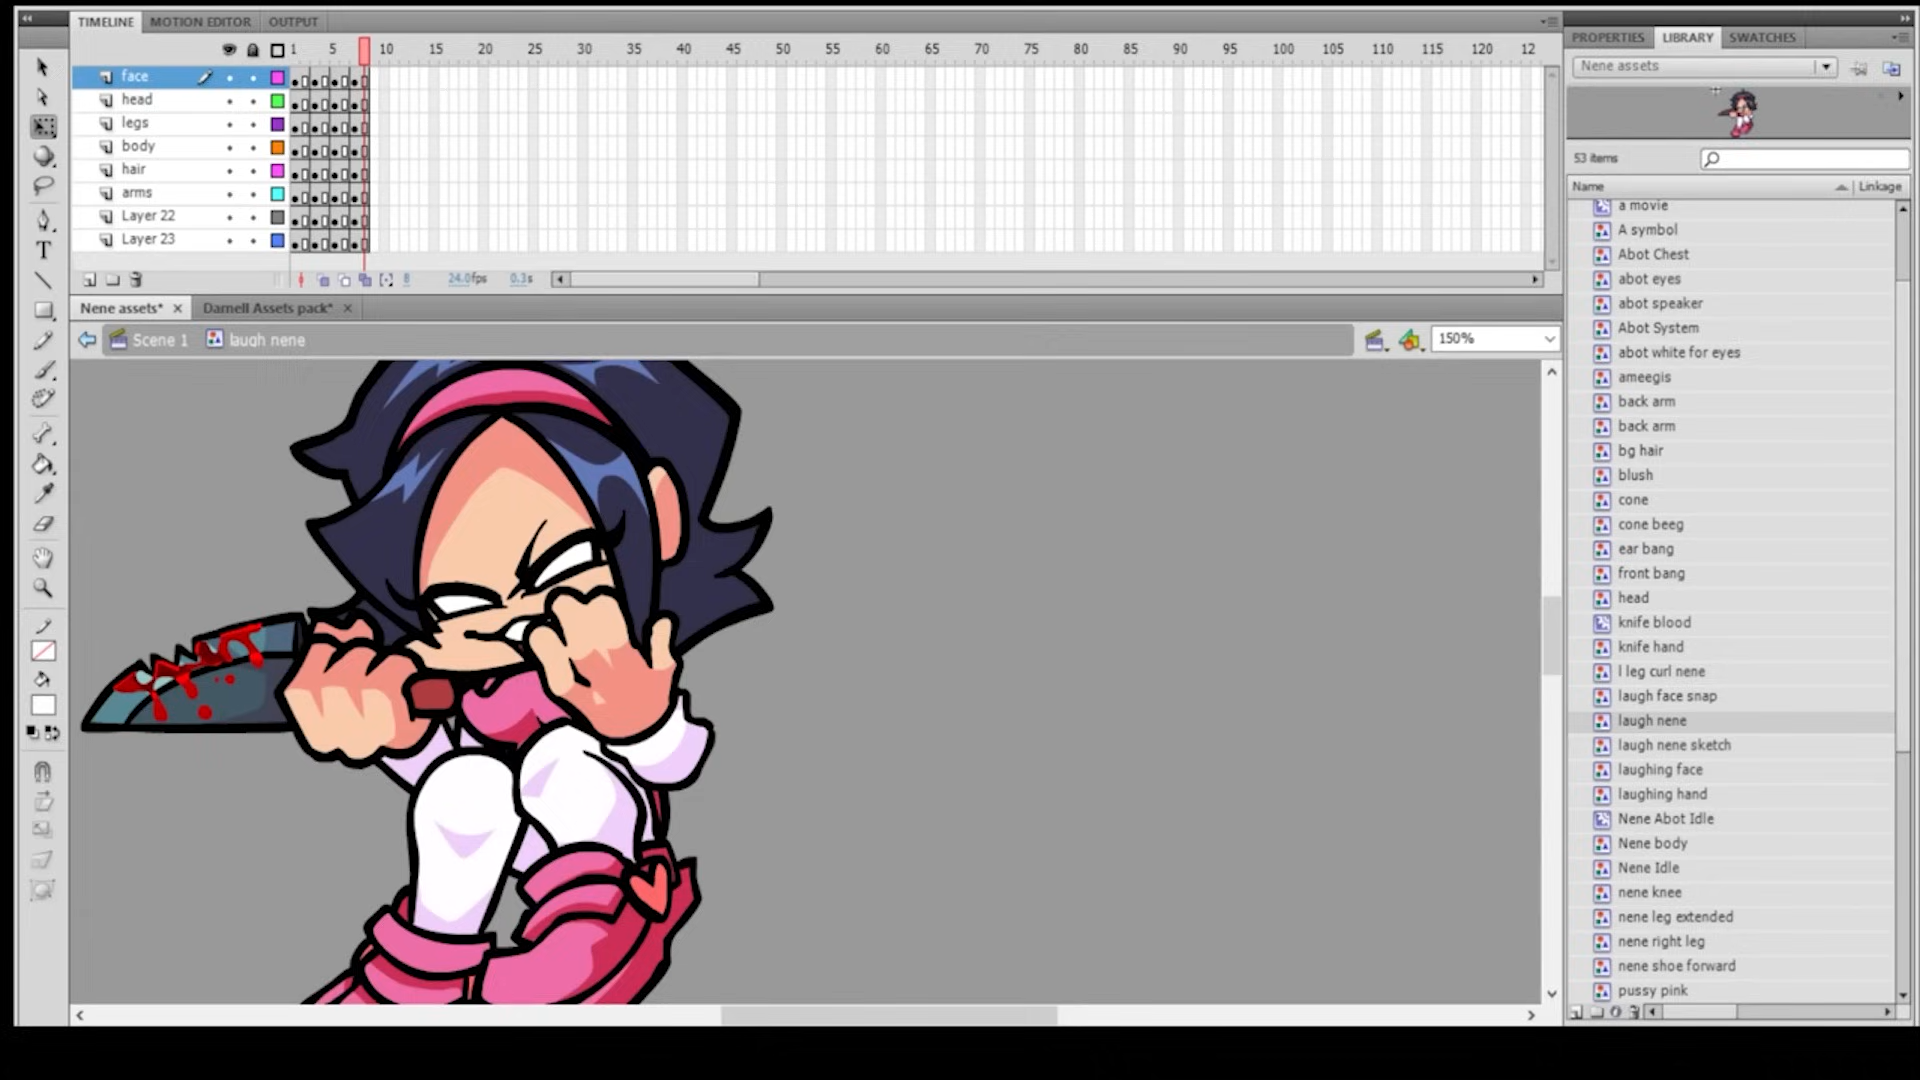 TIMELINE MOTION EDITOR OUTPUT
1 5 10 15 20 25 30 35 40 45 50 55 60 65 70 75 80 85 90 95 100 105 110 115 120 12
face
head
legs
body
hair
arms
Layer 22
Layer 23
8 24.0fps 0.3s
Nene assets* Darnell Assets pack*
Scene 1 laugh nene 150%
PROPERTIES LIBRARY SWATCHES
Nene assets
53 items
Name Linkage
a movie
A symbol
Abot Chest
abot eyes
abot speaker
Abot System
abot white for eyes
ameegis
back arm
back arm
bg hair
blush
cone
cone beeg
ear bang
front bang
head
knife blood
knife hand
l leg curl nene
laugh face snap
laugh nene
laugh nene sketch
laughing face
laughing hand
Nene Abot Idle
Nene body
Nene Idle
nene knee
nene leg extended
nene right leg
nene shoe forward
pussy pink